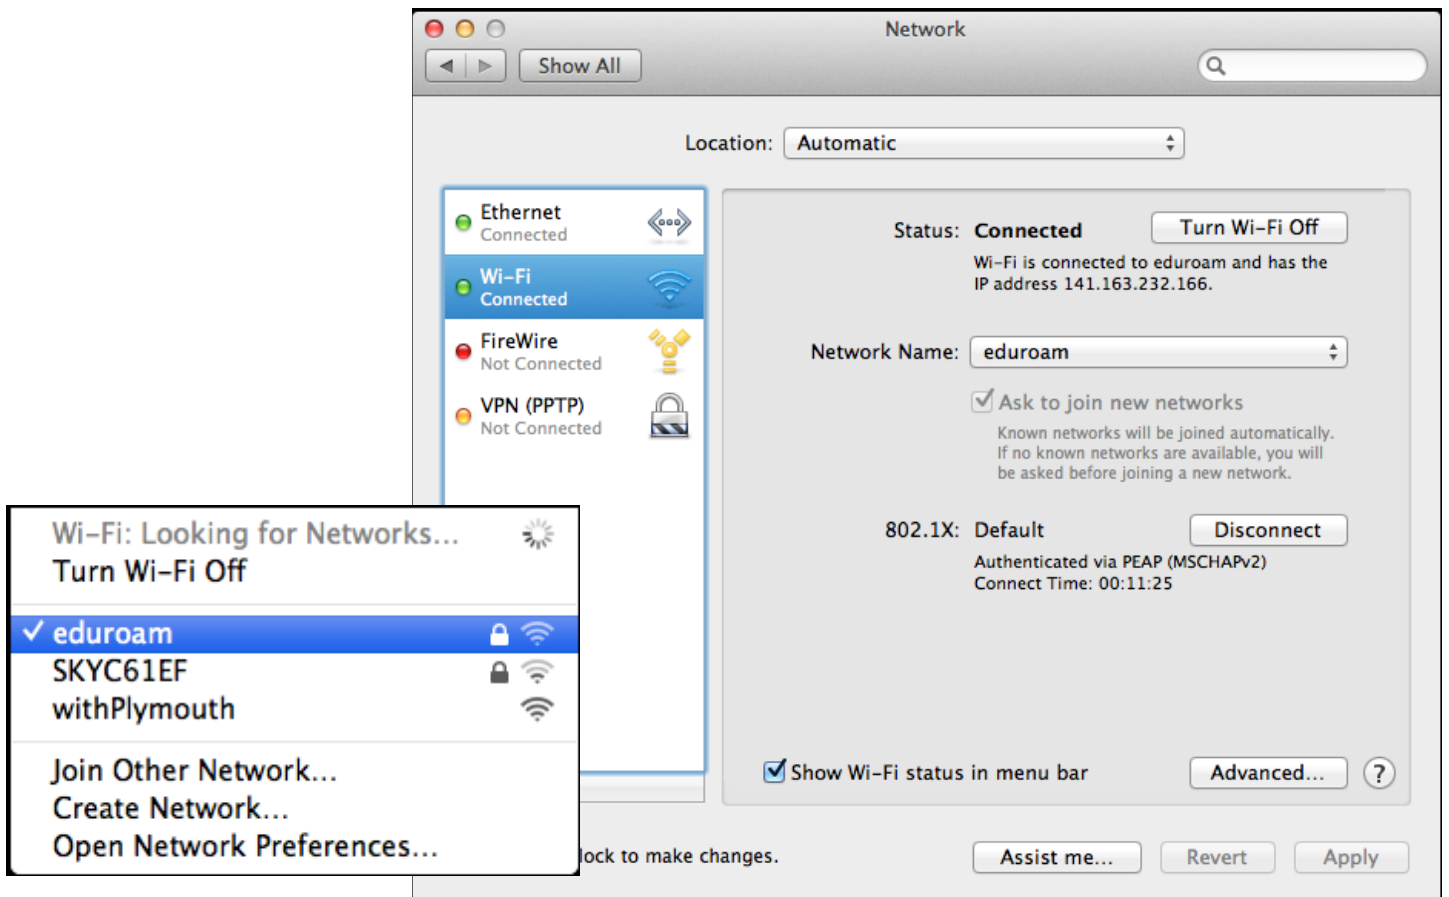 Network
Show All
Location: Automatic
Ethernet
Connected
Wi-Fi
Connected
FireWire
Not Connected
VPN (PPTP)
Not Connected
Status: Connected
Turn Wi-Fi Off
Wi-Fi is connected to eduroam and has the
IP address 141.163.232.166.
Network Name: eduroam
Ask to join new networks
Known networks will be joined automatically.
If no known networks are available, you will
be asked before joining a new network.
802.1X: Default
Disconnect
Authenticated via PEAP (MSCHAPv2)
Connect Time: 00:11:25
Show Wi-Fi status in menu bar
Advanced...
?
lock to make changes.
Assist me...
Revert
Apply
Wi-Fi: Looking for Networks...
Turn Wi-Fi Off
eduroam
SKYC61EF
withPlymouth
Join Other Network...
Create Network...
Open Network Preferences...